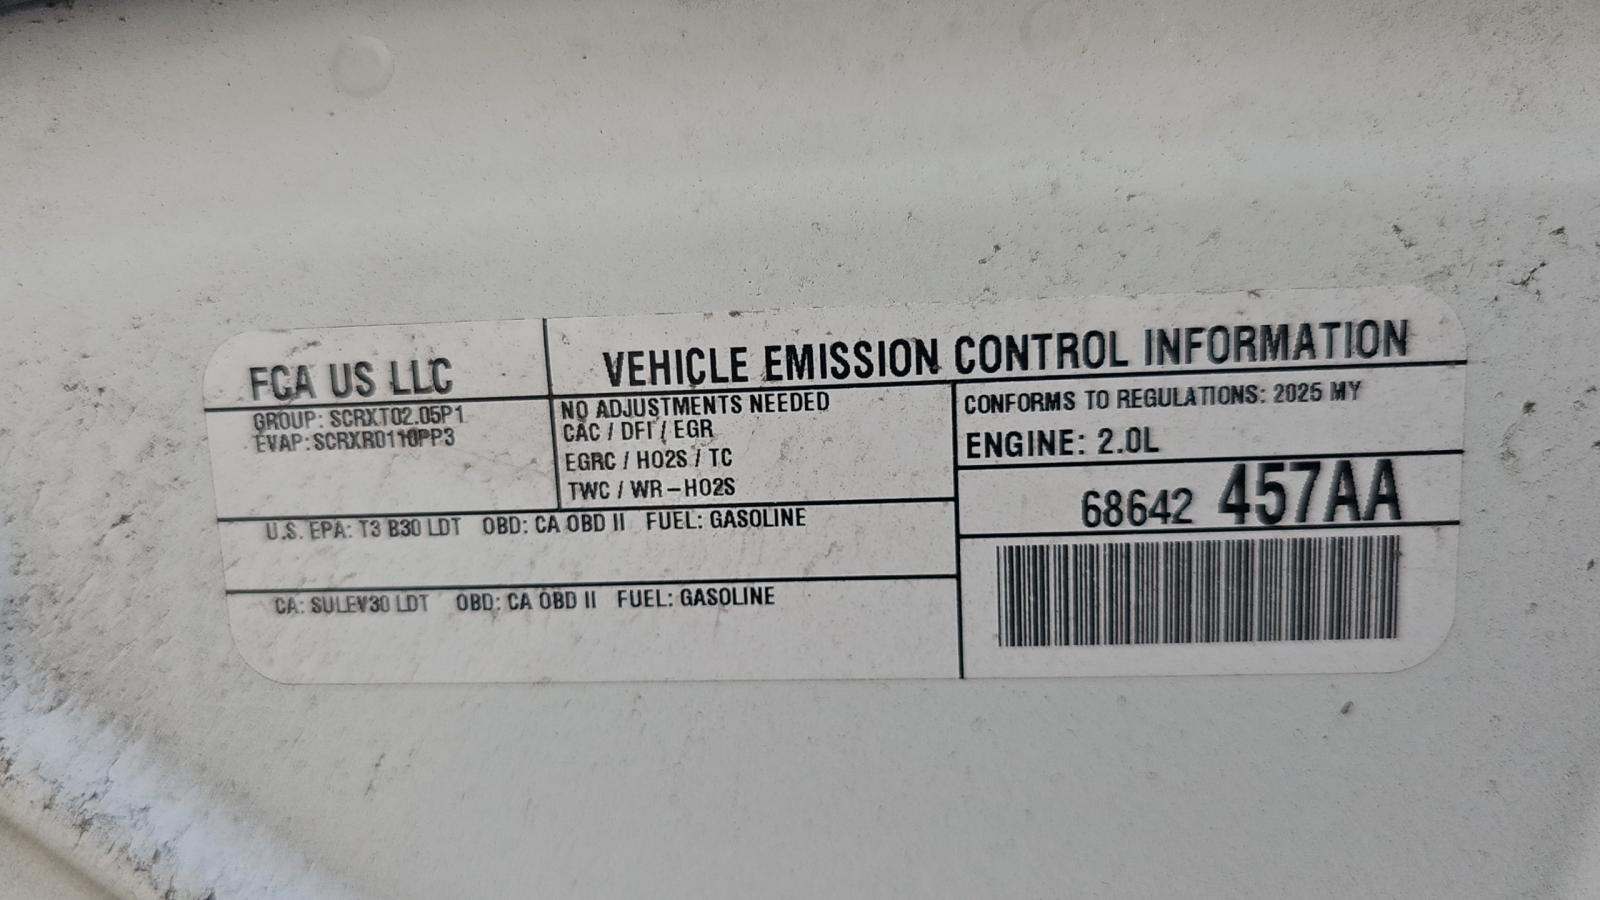 FCA US LLC
VEHICLE EMISSION CONTROL INFORMATION
GROUP: SCRXT02.05P1
EVAP: SCRXR0110PP3
NO ADJUSTMENTS NEEDED
CAC / DFI / EGR
EGRC / HO2S / TC
TWC / WR-HO2S
CONFORMS TO REGULATIONS: 2025 MY
ENGINE: 2.0L
68642 457AA
U.S. EPA: T3 B30 LDT OBD: CA OBD II FUEL: GASOLINE
CA: SULEV30 LDT OBD: CA OBD II FUEL: GASOLINE